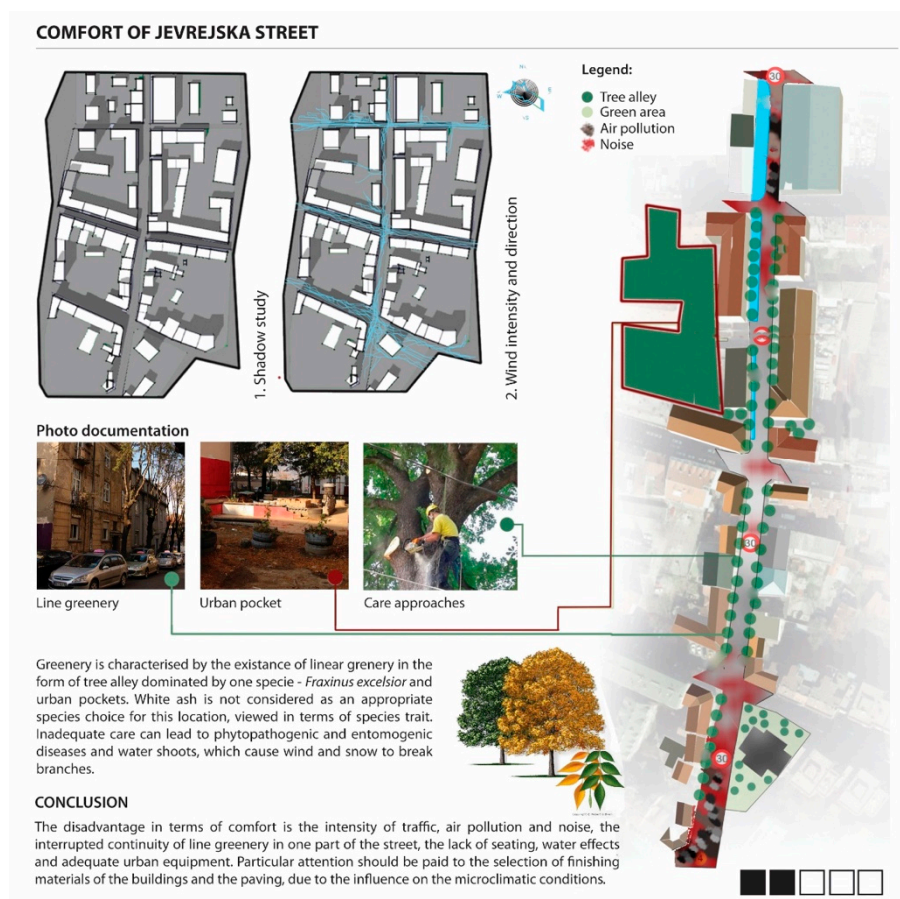 COMFORT OF JEVREJSKA STREET
1. Shadow study
2. Wind intensity and direction
Legend:
Tree alley
Green area
Air pollution
Noise
30
30
30
Photo documentation
Line greenery
Urban pocket
Care approaches
Greenery is characterised by the existance of linear grenery in the
form of tree alley dominated by one specie - Fraxinus excelsior and
urban pockets. White ash is not considered as an appropriate
species choice for this location, viewed in terms of species trait.
Inadequate care can lead to phytopathogenic and entomogenic
diseases and water shoots, which cause wind and snow to break
branches.
CONCLUSION
The disadvantage in terms of comfort is the intensity of traffic, air pollution and noise, the
interrupted continuity of line greenery in one part of the street, the lack of seating, water effects
and adequate urban equipment. Particular attention should be paid to the selection of finishing
materials of the buildings and the paving, due to the influence on the microclimatic conditions.